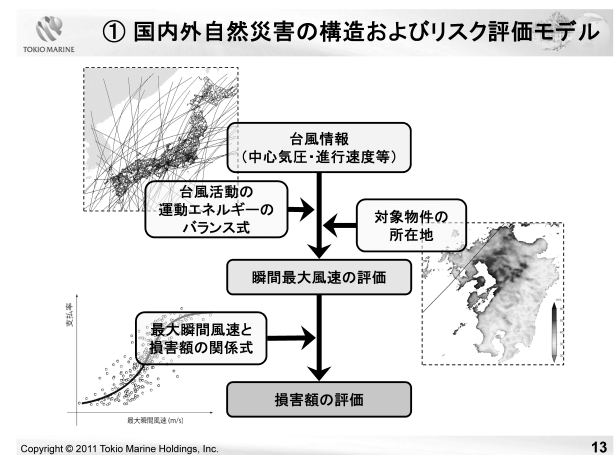 TOKIO MARINE
① 国内外自然災害の構造およびリスク評価モデル
台風情報
（中心気圧・進行速度等）
台風活動の
運動エネルギーの
バランス式
対象物件の
所在地
瞬間最大風速の評価
支払率
最大瞬間風速と
損害額の関係式
最大瞬間風速 (m/s)
損害額の評価
Copyright © 2011 Tokio Marine Holdings, Inc.
13